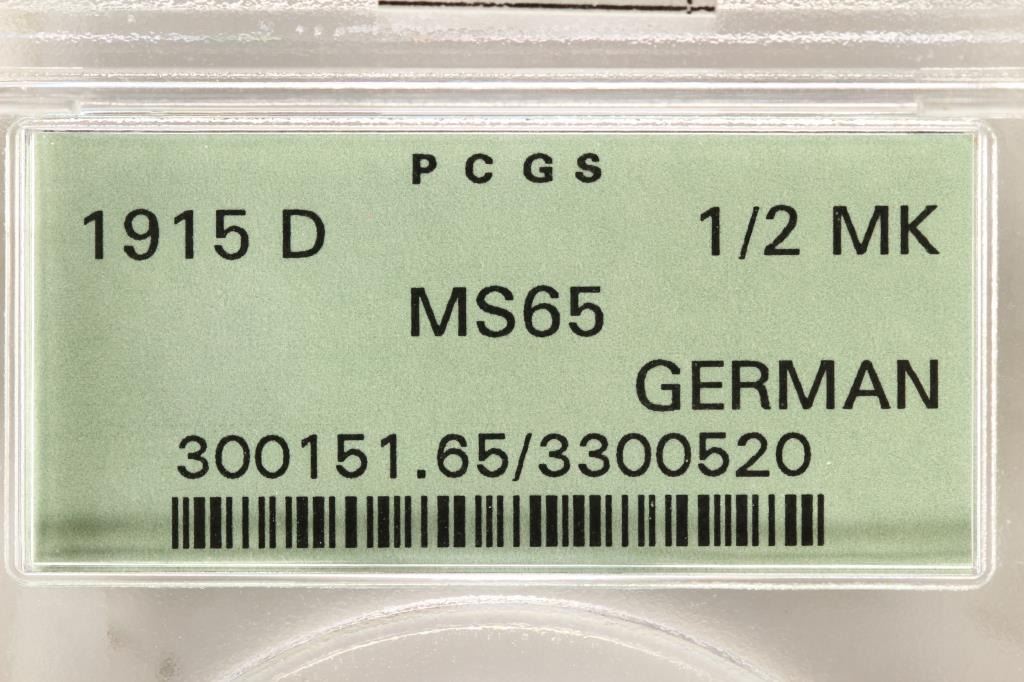 PCGS
1915 D 1/2 MK
MS65
GERMAN
300151.65/3300520